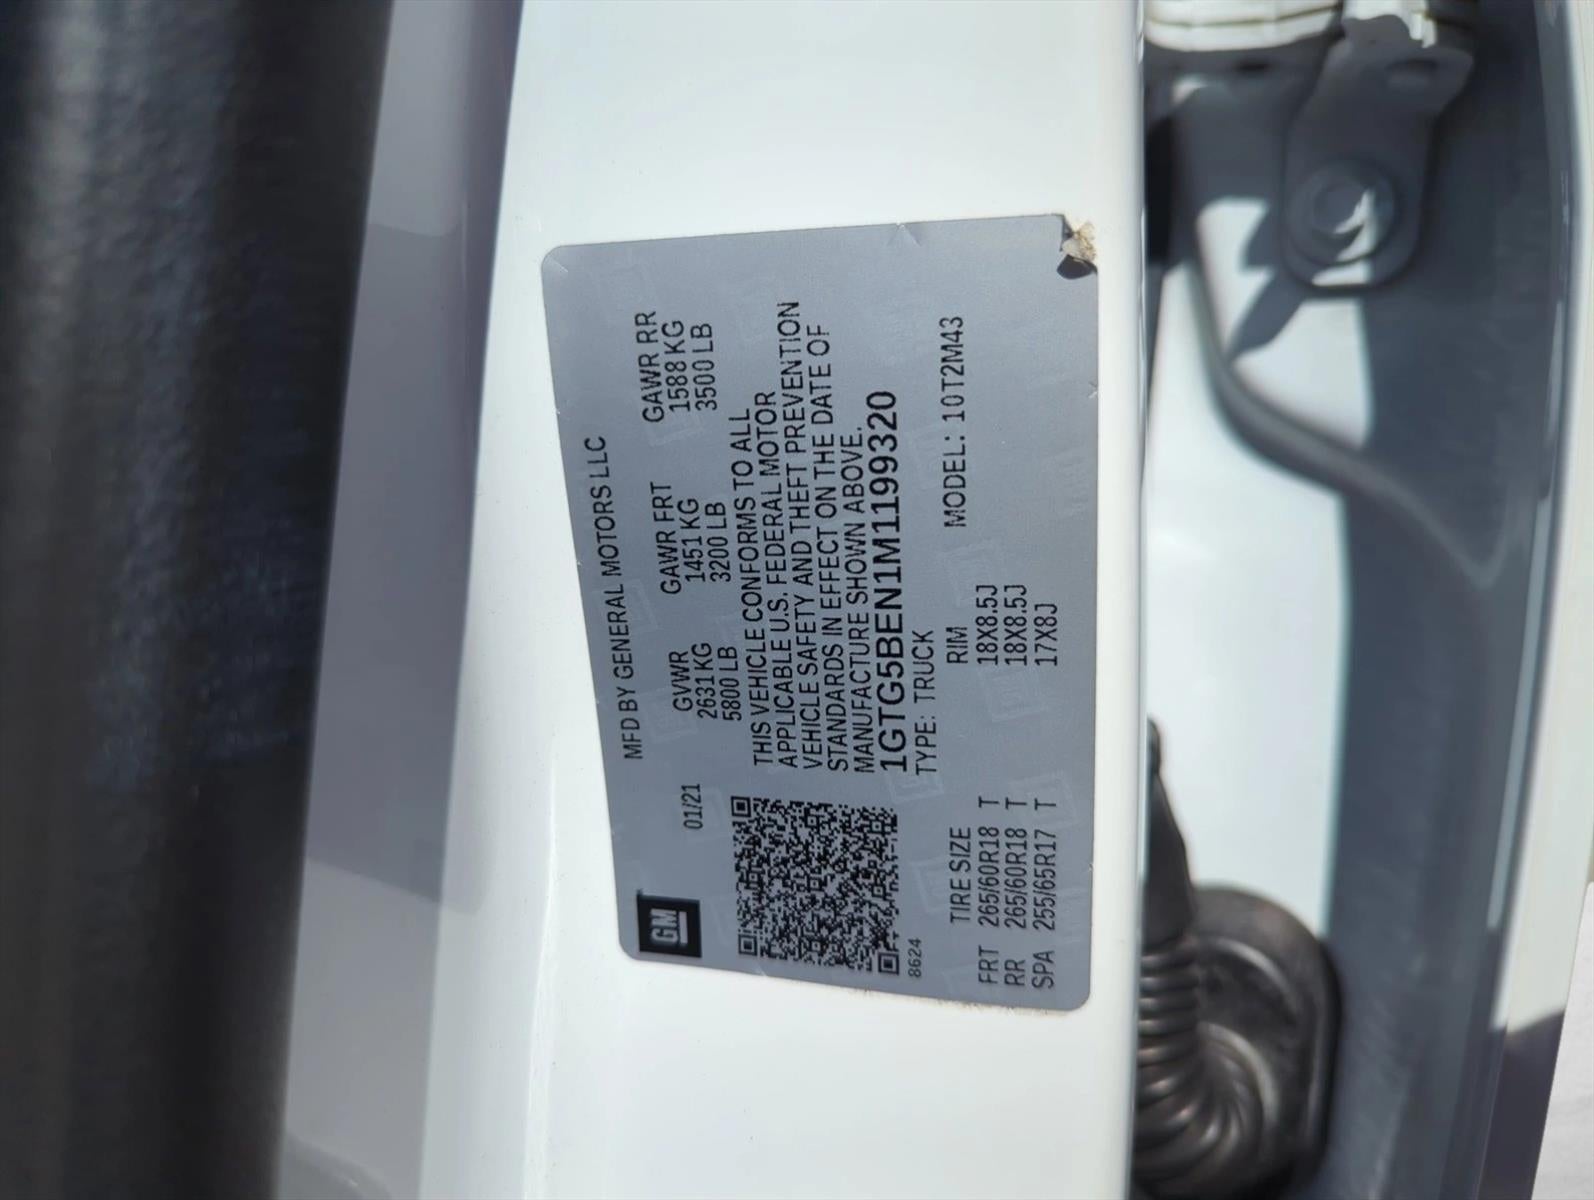 GM
MFD BY GENERAL MOTORS LLC
01/21
GVWR GAWR FRT GAWR RR
2631 KG 1451 KG 1588 KG
5800 LB 3200 LB 3500 LB
THIS VEHICLE CONFORMS TO ALL
APPLICABLE U.S. FEDERAL MOTOR
VEHICLE SAFETY AND THEFT PREVENTION
STANDARDS IN EFFECT ON THE DATE OF
MANUFACTURE SHOWN ABOVE.
1GTG5BEN1M1199320
8624
TYPE: TRUCK
MODEL: 10T2M43
TIRE SIZE RIM
FRT 265/60R18 T 18X8.5J
RR 265/60R18 T 18X8.5J
SPA 255/65R17 T 17X8J